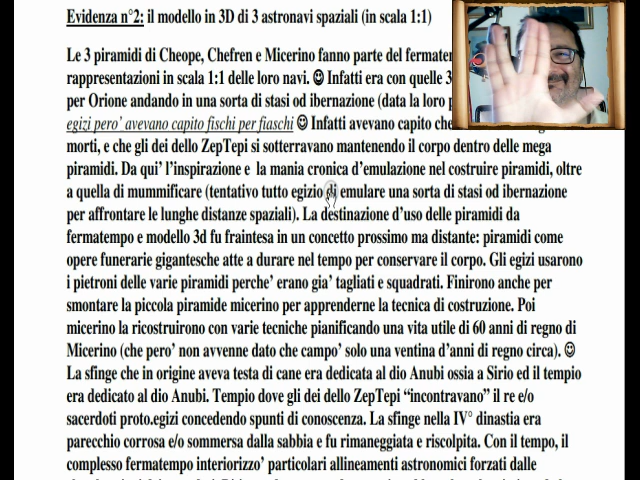 Evidenza n°2: il modello in 3D di 3 astronavi spaziali (in scala 1:1)
Le 3 piramidi di Cheope, Chefren e Micerino fanno parte del fermatem
rappresentazioni in scala 1:1 delle loro navi. ☺ Infatti era con quelle 3
per Orione andando in una sorta di stasi od ibernazione (data la loro
egizi pero' avevano capito fischi per fiaschi ☺ Infatti avevano capito che
morti, e che gli dei dello ZepTepi si sotterravano mantenendo il corpo dentro delle mega
piramidi. Da qui' l'inspirazione e la mania cronica d'emulazione nel costruire piramidi, oltre
a quella di mummificare (tentativo tutto egizio di emulare una sorta di stasi od ibernazione
per affrontare le lunghe distanze spaziali). La destinazione d'uso delle piramidi da
fermatempo e modello 3d fu fraintesa in un concetto prossimo ma distante: piramidi come
opere funerarie gigantesche atte a durare nel tempo per conservare il corpo. Gli egizi usarono
i pietroni delle varie piramidi perche' erano gia' tagliati e squadrati. Finirono anche per
smontare la piccola piramide micerino per apprenderne la tecnica di costruzione. Poi
micerino la ricostruirono con varie tecniche pianificando una vita utile di 60 anni di regno di
Micerino (che pero' non avvenne dato che campo' solo una ventina d'anni di regno circa). ☺
La sfinge che in origine aveva testa di cane era dedicata al dio Anubi ossia a Sirio ed il tempio
era dedicato al dio Anubi. Tempio dove gli dei dello ZepTepi “incontravano” il re e/o
sacerdoti proto.egizi concedendo spunti di conoscenza. La sfinge nella IV° dinastia era
parecchio corrosa e/o sommersa dalla sabbia e fu rimaneggiata e riscolpita. Con il tempo, il
complesso fermatempo interiorizzo' particolari allineamenti astronomici forzati dalle